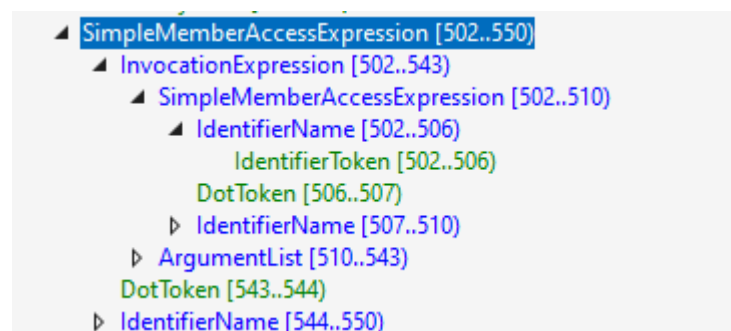 SimpleMemberAccessExpression [502..550)
InvocationExpression [502..543)
SimpleMemberAccessExpression [502..510)
IdentifierName [502..506)
IdentifierToken [502..506)
DotToken [506..507)
IdentifierName [507..510)
ArgumentList [510..543)
DotToken [543..544)
IdentifierName [544..550)